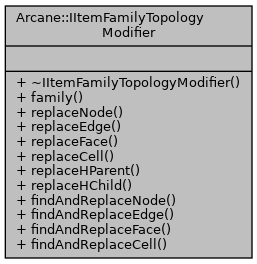 Arcane::IItemFamilyTopology
Modifier
+ ~IItemFamilyTopologyModifier()
+ family()
+ replaceNode()
+ replaceEdge()
+ replaceFace()
+ replaceCell()
+ replaceHParent()
+ replaceHChild()
+ findAndReplaceNode()
+ findAndReplaceEdge()
+ findAndReplaceFace()
+ findAndReplaceCell()